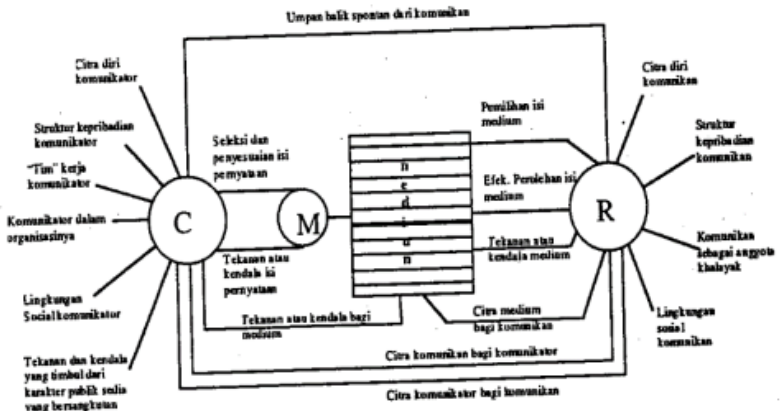 Umpan balik spontan dari komunikan
Citra diri
komunikator
Struktur kepribadian
komunikator
"Tim" kerja
komunikator
Komunikator dalam
organisasinya
Lingkungan
Social komunikator
Tekanan dan kendala
yang timbul dari
karakter publik sedia
yang bersangkutan
C
Seleksi dan
penyesuaian isi
pernyataan
M
Tekanan atau
kendala isi
pernyataan
Tekanan atau kendala bagi
medium
n
e
d
i
u
n
Pemilihan isi
medium
Efek. Perolehan isi
medium
Tekanan atau
kendala medium
Citra medium
bagi komunikan
Citra komunikan bagi komunikator
Citra komunikator bagi komunikan
R
Citra diri
komunikan
Struktur
kepribadian
komunikan
Komunikan
sebagai anggota
khalayak
Lingkungan
sosial
komunikan